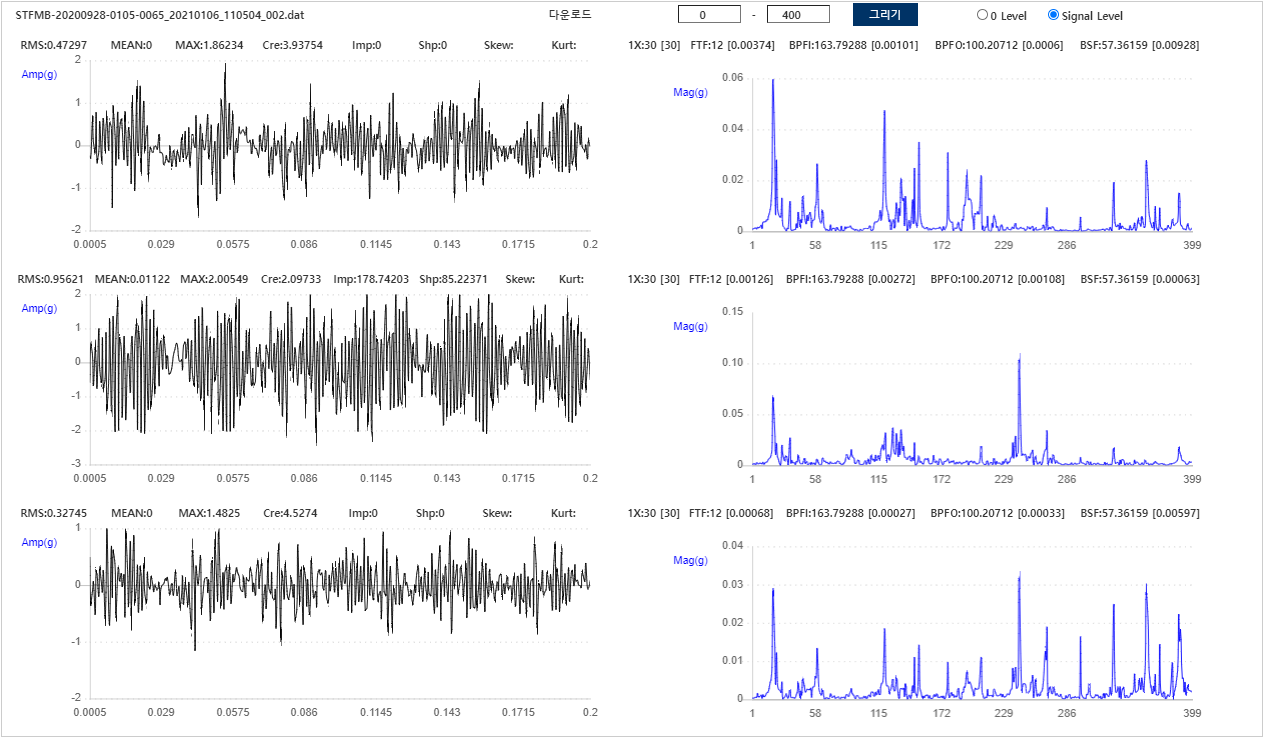 STFMB-20200928-0105-0065_20210106_110504_002.dat 다운로드 0 - 400 그리기 0 Level Signal Level
RMS:0.47297 MEAN:0 MAX:1.86234 Cre:3.93754 Imp:0 Shp:0 Skew: Kurt:
Amp(g)
2
1
0
-1
-2
0.0005 0.029 0.0575 0.086 0.1145 0.143 0.1715 0.2
1X:30 [30] FTF:12 [0.00374] BPFI:163.79288 [0.00101] BPFO:100.20712 [0.0006] BSF:57.36159 [0.00928]
Mag(g)
0.06
0.04
0.02
0
1 58 115 172 229 286 399
RMS:0.95621 MEAN:0.01122 MAX:2.00549 Cre:2.09733 Imp:178.74203 Shp:85.22371 Skew: Kurt:
Amp(g)
2
1
0
-1
-2
-3
0.0005 0.029 0.0575 0.086 0.1145 0.143 0.1715 0.2
1X:30 [30] FTF:12 [0.00126] BPFI:163.79288 [0.00272] BPFO:100.20712 [0.00108] BSF:57.36159 [0.00063]
Mag(g)
0.15
0.10
0.05
0
1 58 115 172 229 286 399
RMS:0.32745 MEAN:0 MAX:1.4825 Cre:4.5274 Imp:0 Shp:0 Skew: Kurt:
Amp(g)
1
0
-1
-2
0.0005 0.029 0.0575 0.086 0.1145 0.143 0.1715 0.2
1X:30 [30] FTF:12 [0.00068] BPFI:163.79288 [0.00027] BPFO:100.20712 [0.00033] BSF:57.36159 [0.00597]
Mag(g)
0.04
0.03
0.02
0.01
0
1 58 115 172 229 286 399